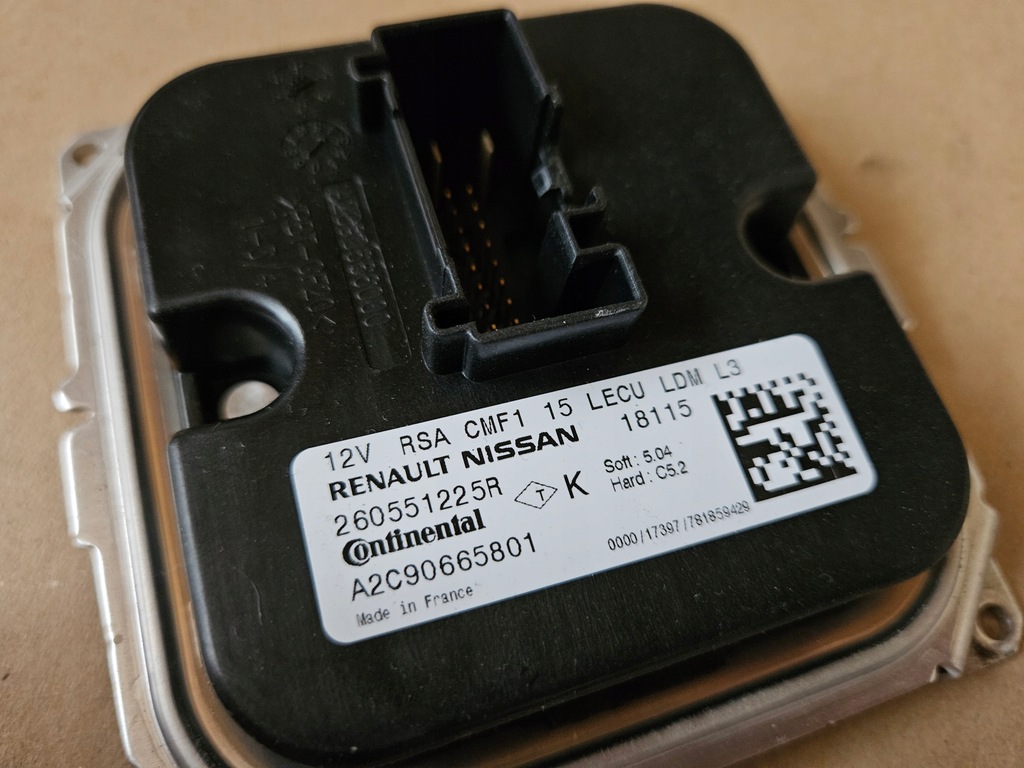 12V RSA CMF1 15 LECU LDM L3
RENAULT NISSAN 18115
260551225R T K Soft: 5.04
Hard: C5.2
Continental
A2C90665801 0000/17397/781859429
Made in France